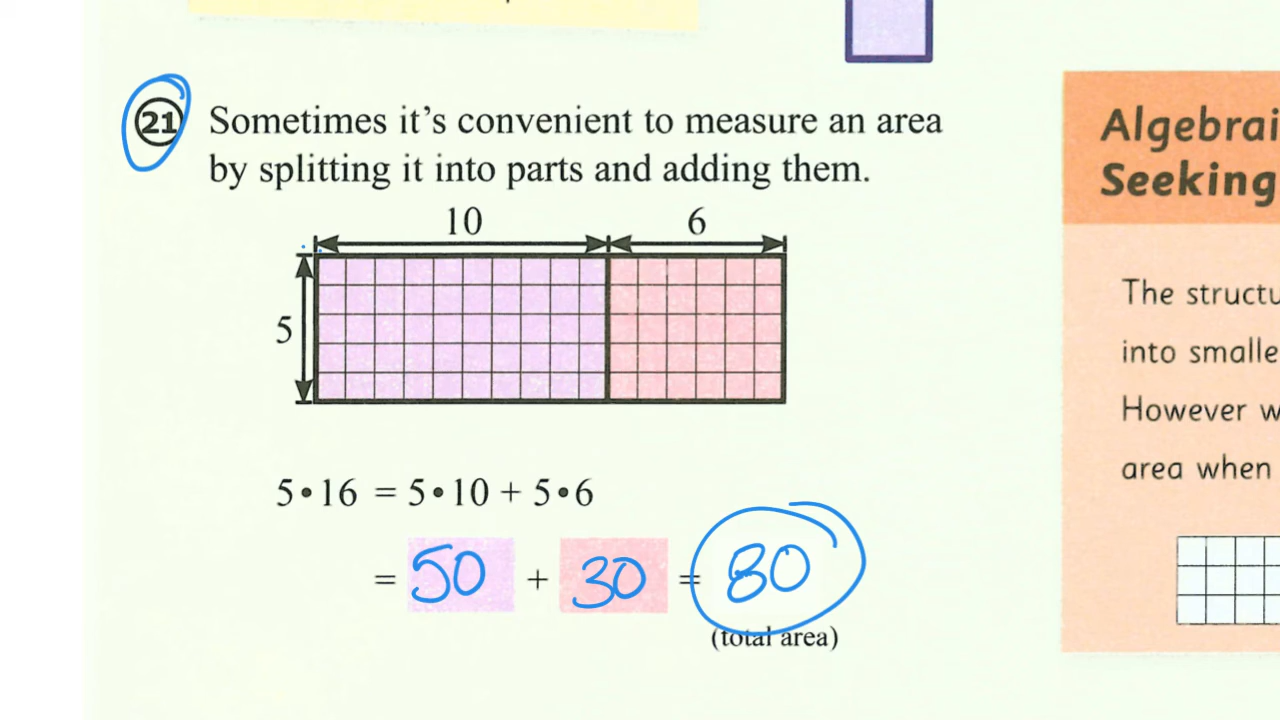 21 Sometimes it's convenient to measure an area
by splitting it into parts and adding them.
10 6
5
5•16 = 5•10 + 5•6
= 50 + 30 = 80
(total area)
Algebrai
Seeking
The structu
into smalle
However w
area when